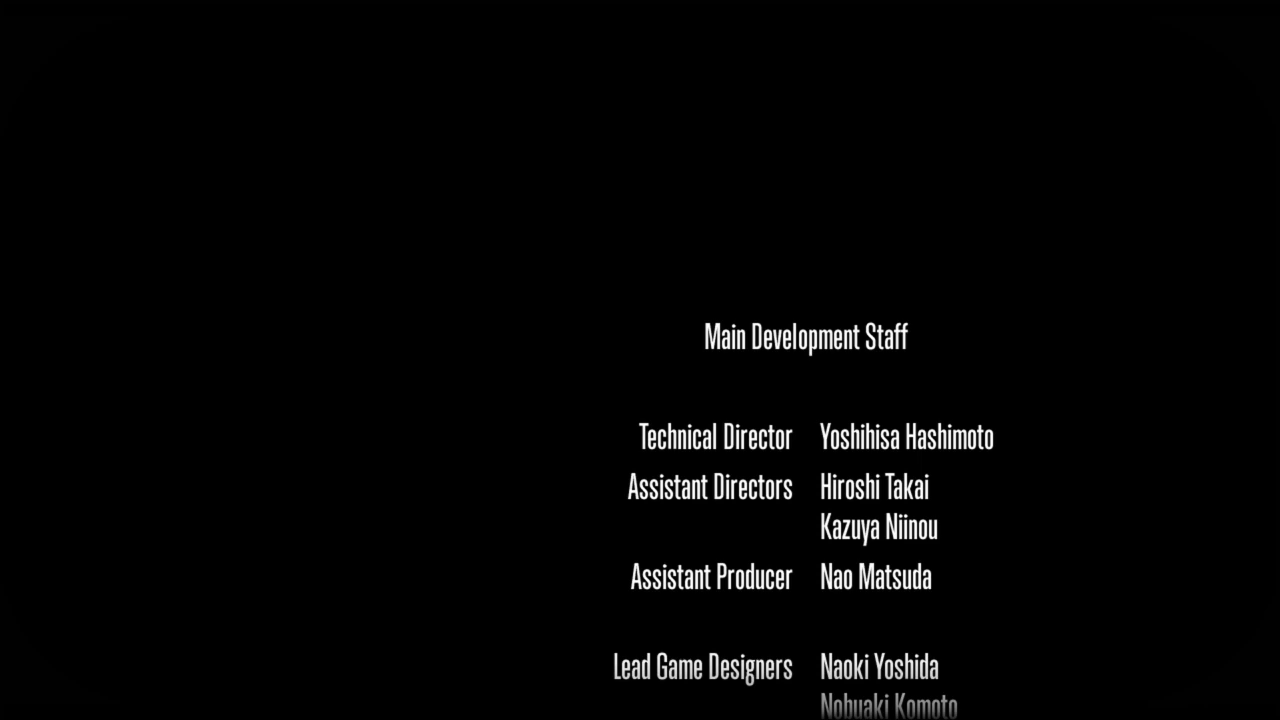 Main Development Staff
Technical Director Yoshihisa Hashimoto
Assistant Directors Hiroshi Takai
Kazuya Niinou
Assistant Producer Nao Matsuda
Lead Game Designers Naoki Yoshida
Nobuaki Komoto